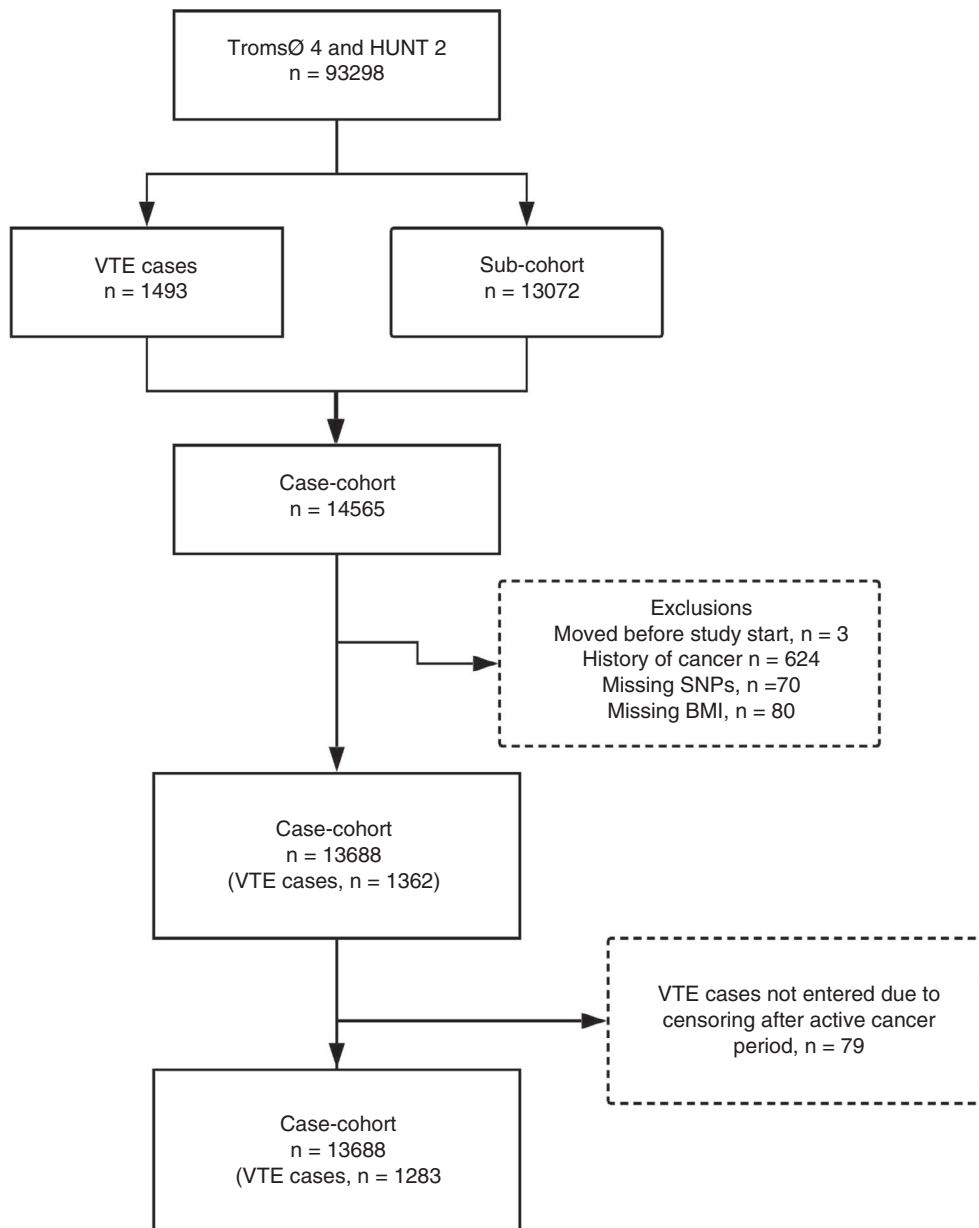 TromsØ 4 and HUNT 2
n = 93298
VTE cases
n = 1493
Sub-cohort
n = 13072
Case-cohort
n = 14565
Exclusions
Moved before study start, n = 3
History of cancer n = 624
Missing SNPs, n =70
Missing BMI, n = 80
Case-cohort
n = 13688
(VTE cases, n = 1362)
VTE cases not entered due to
censoring after active cancer
period, n = 79
Case-cohort
n = 13688
(VTE cases, n = 1283